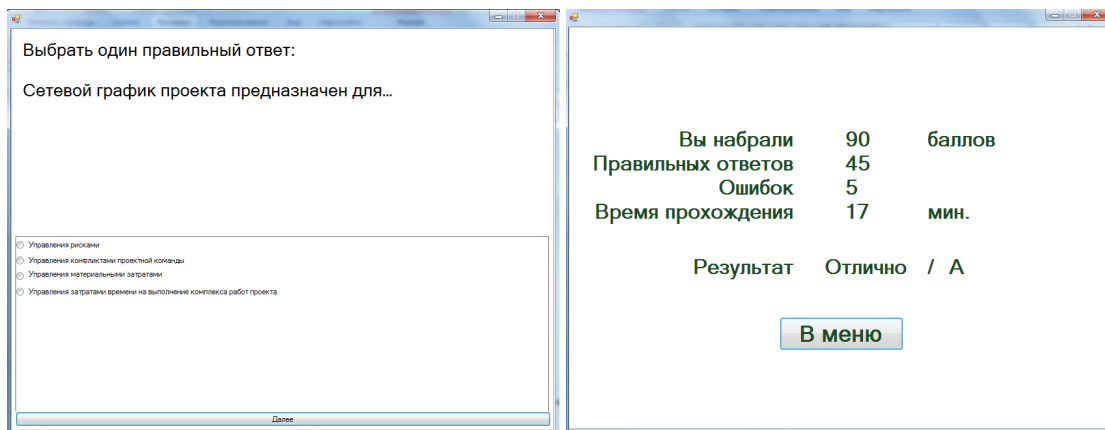 Выбрать один правильный ответ:
Сетевой график проекта предназначен для...
Управления рисками
Управления конфликтами проектной команды
Управления материальными затратами
Управления затратами времени на выполнение комплекса работ проекта
Далее
Вы набрали 90 баллов
Правильных ответов 45
Ошибок 5
Время прохождения 17 мин.
Результат Отлично / А
В меню